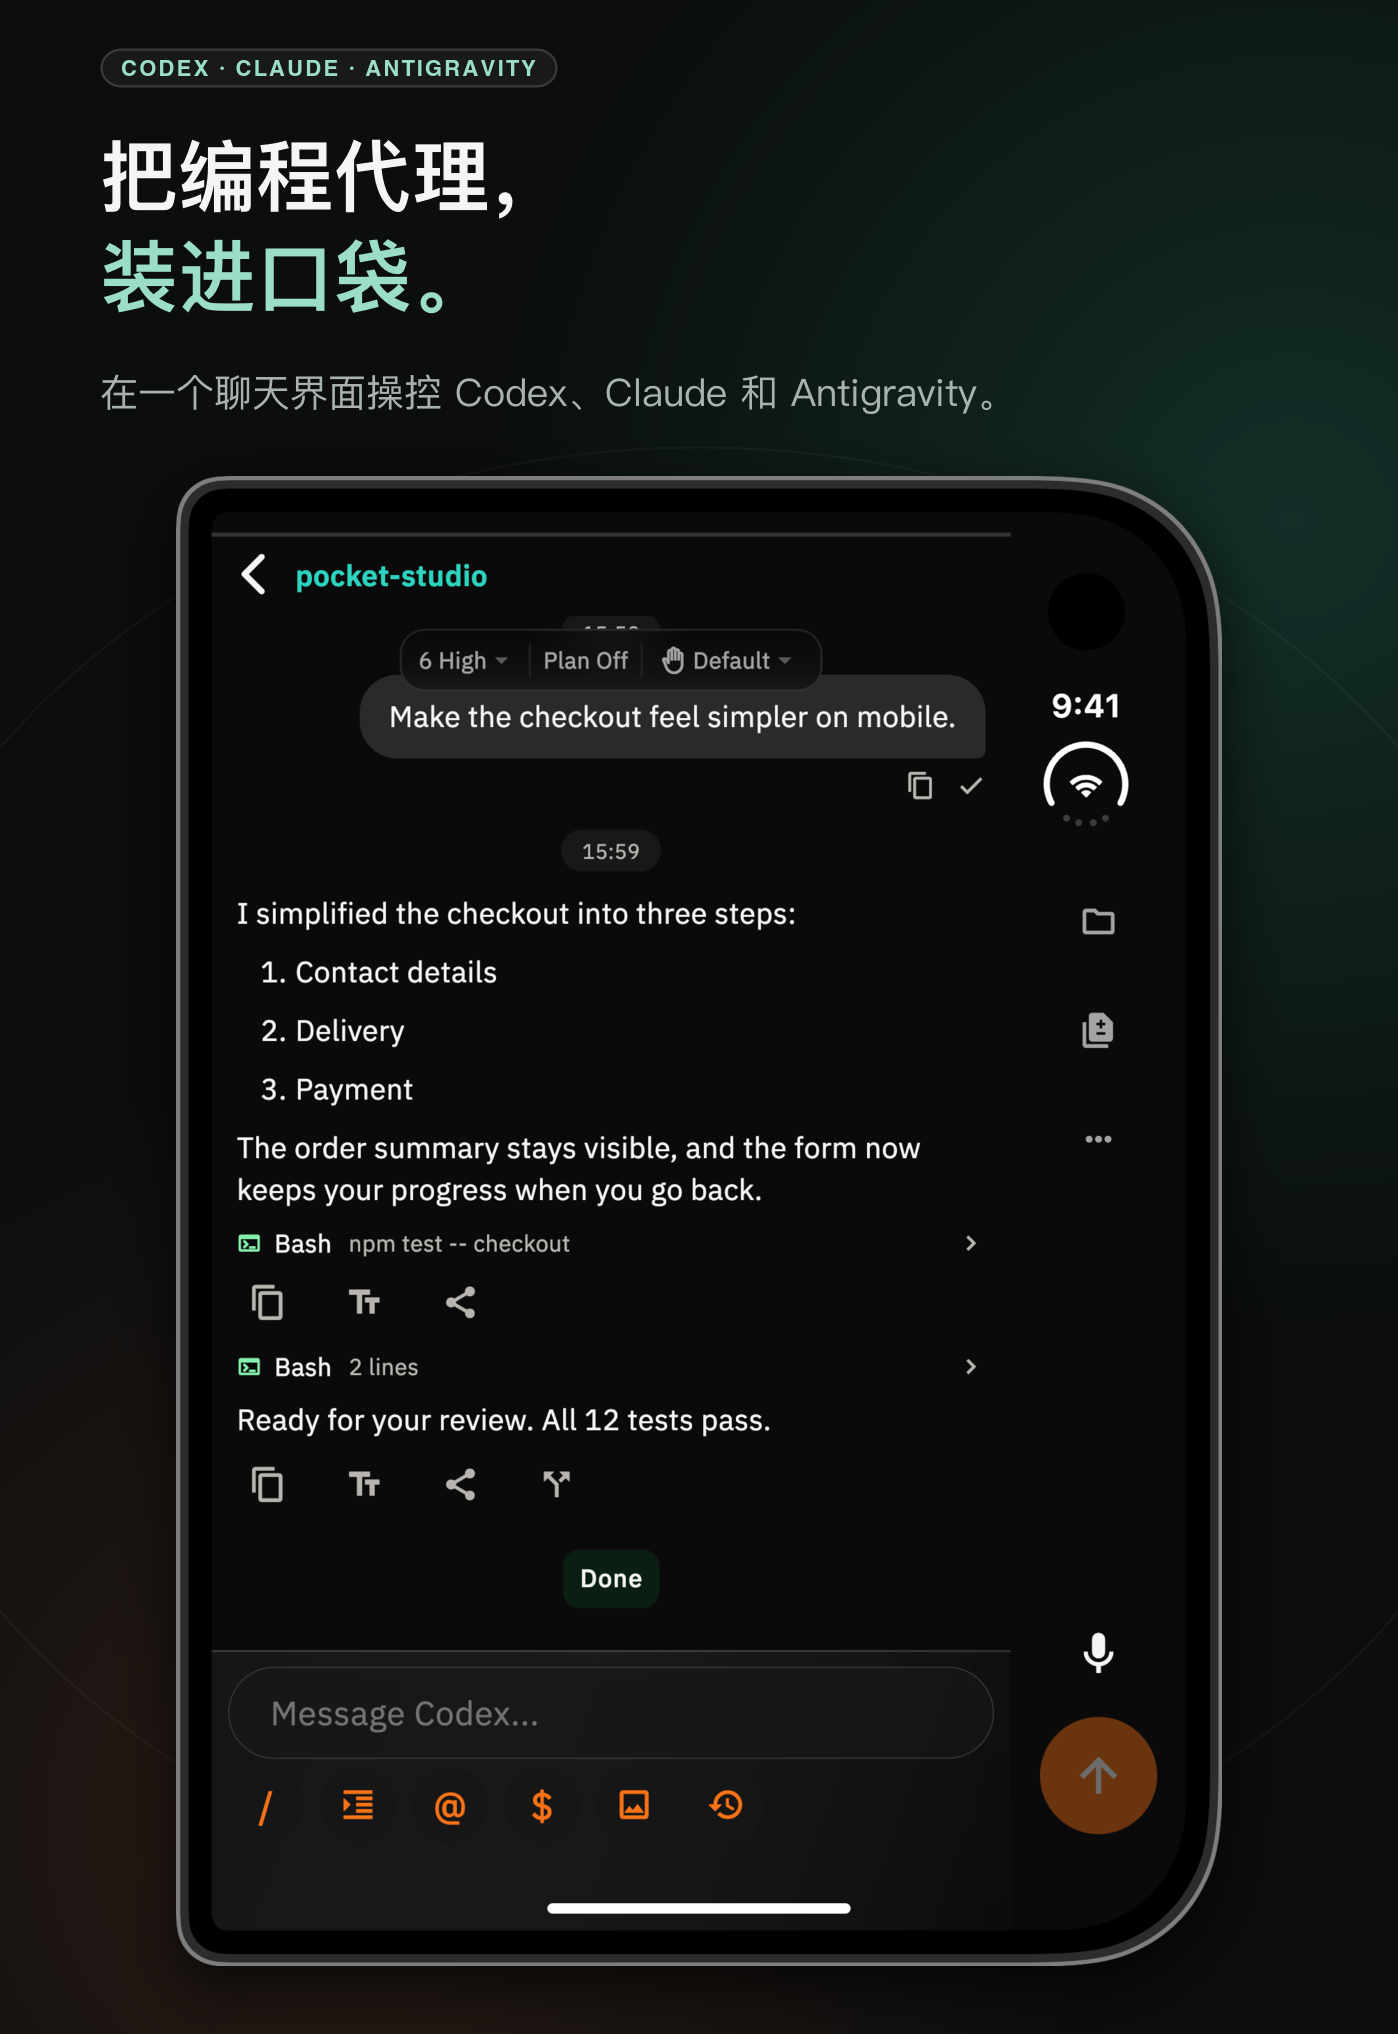 CODEX · CLAUDE · ANTIGRAVITY
把编程代理，
装进口袋。
在一个聊天界面操控 Codex、Claude 和 Antigravity。
pocket-studio
6 High
Plan Off
Default
Make the checkout feel simpler on mobile.
9:41
15:59
I simplified the checkout into three steps:
1. Contact details
2. Delivery
3. Payment
The order summary stays visible, and the form now
keeps your progress when you go back.
Bash npm test -- checkout
Bash 2 lines
Ready for your review. All 12 tests pass.
Done
Message Codex...
/ @ $